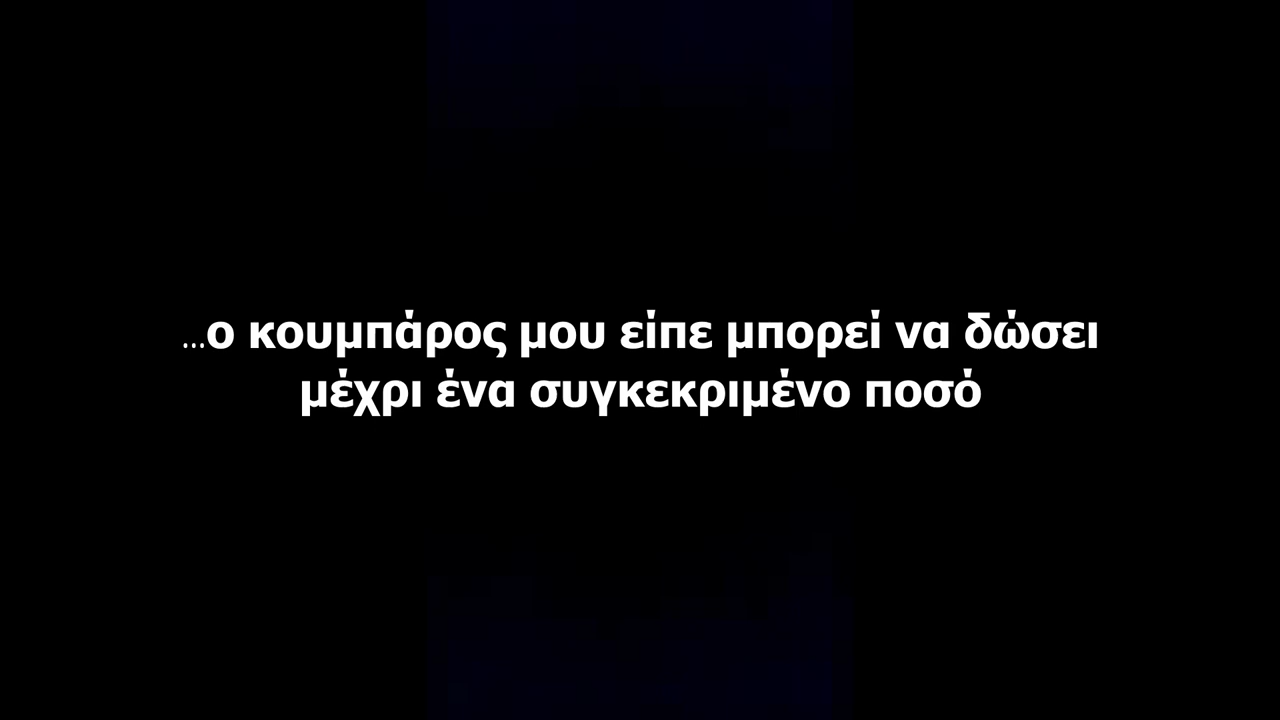 ...ο κουμπάρος μου είπε μπορεί να δώσει
μέχρι ένα συγκεκριμένο ποσό